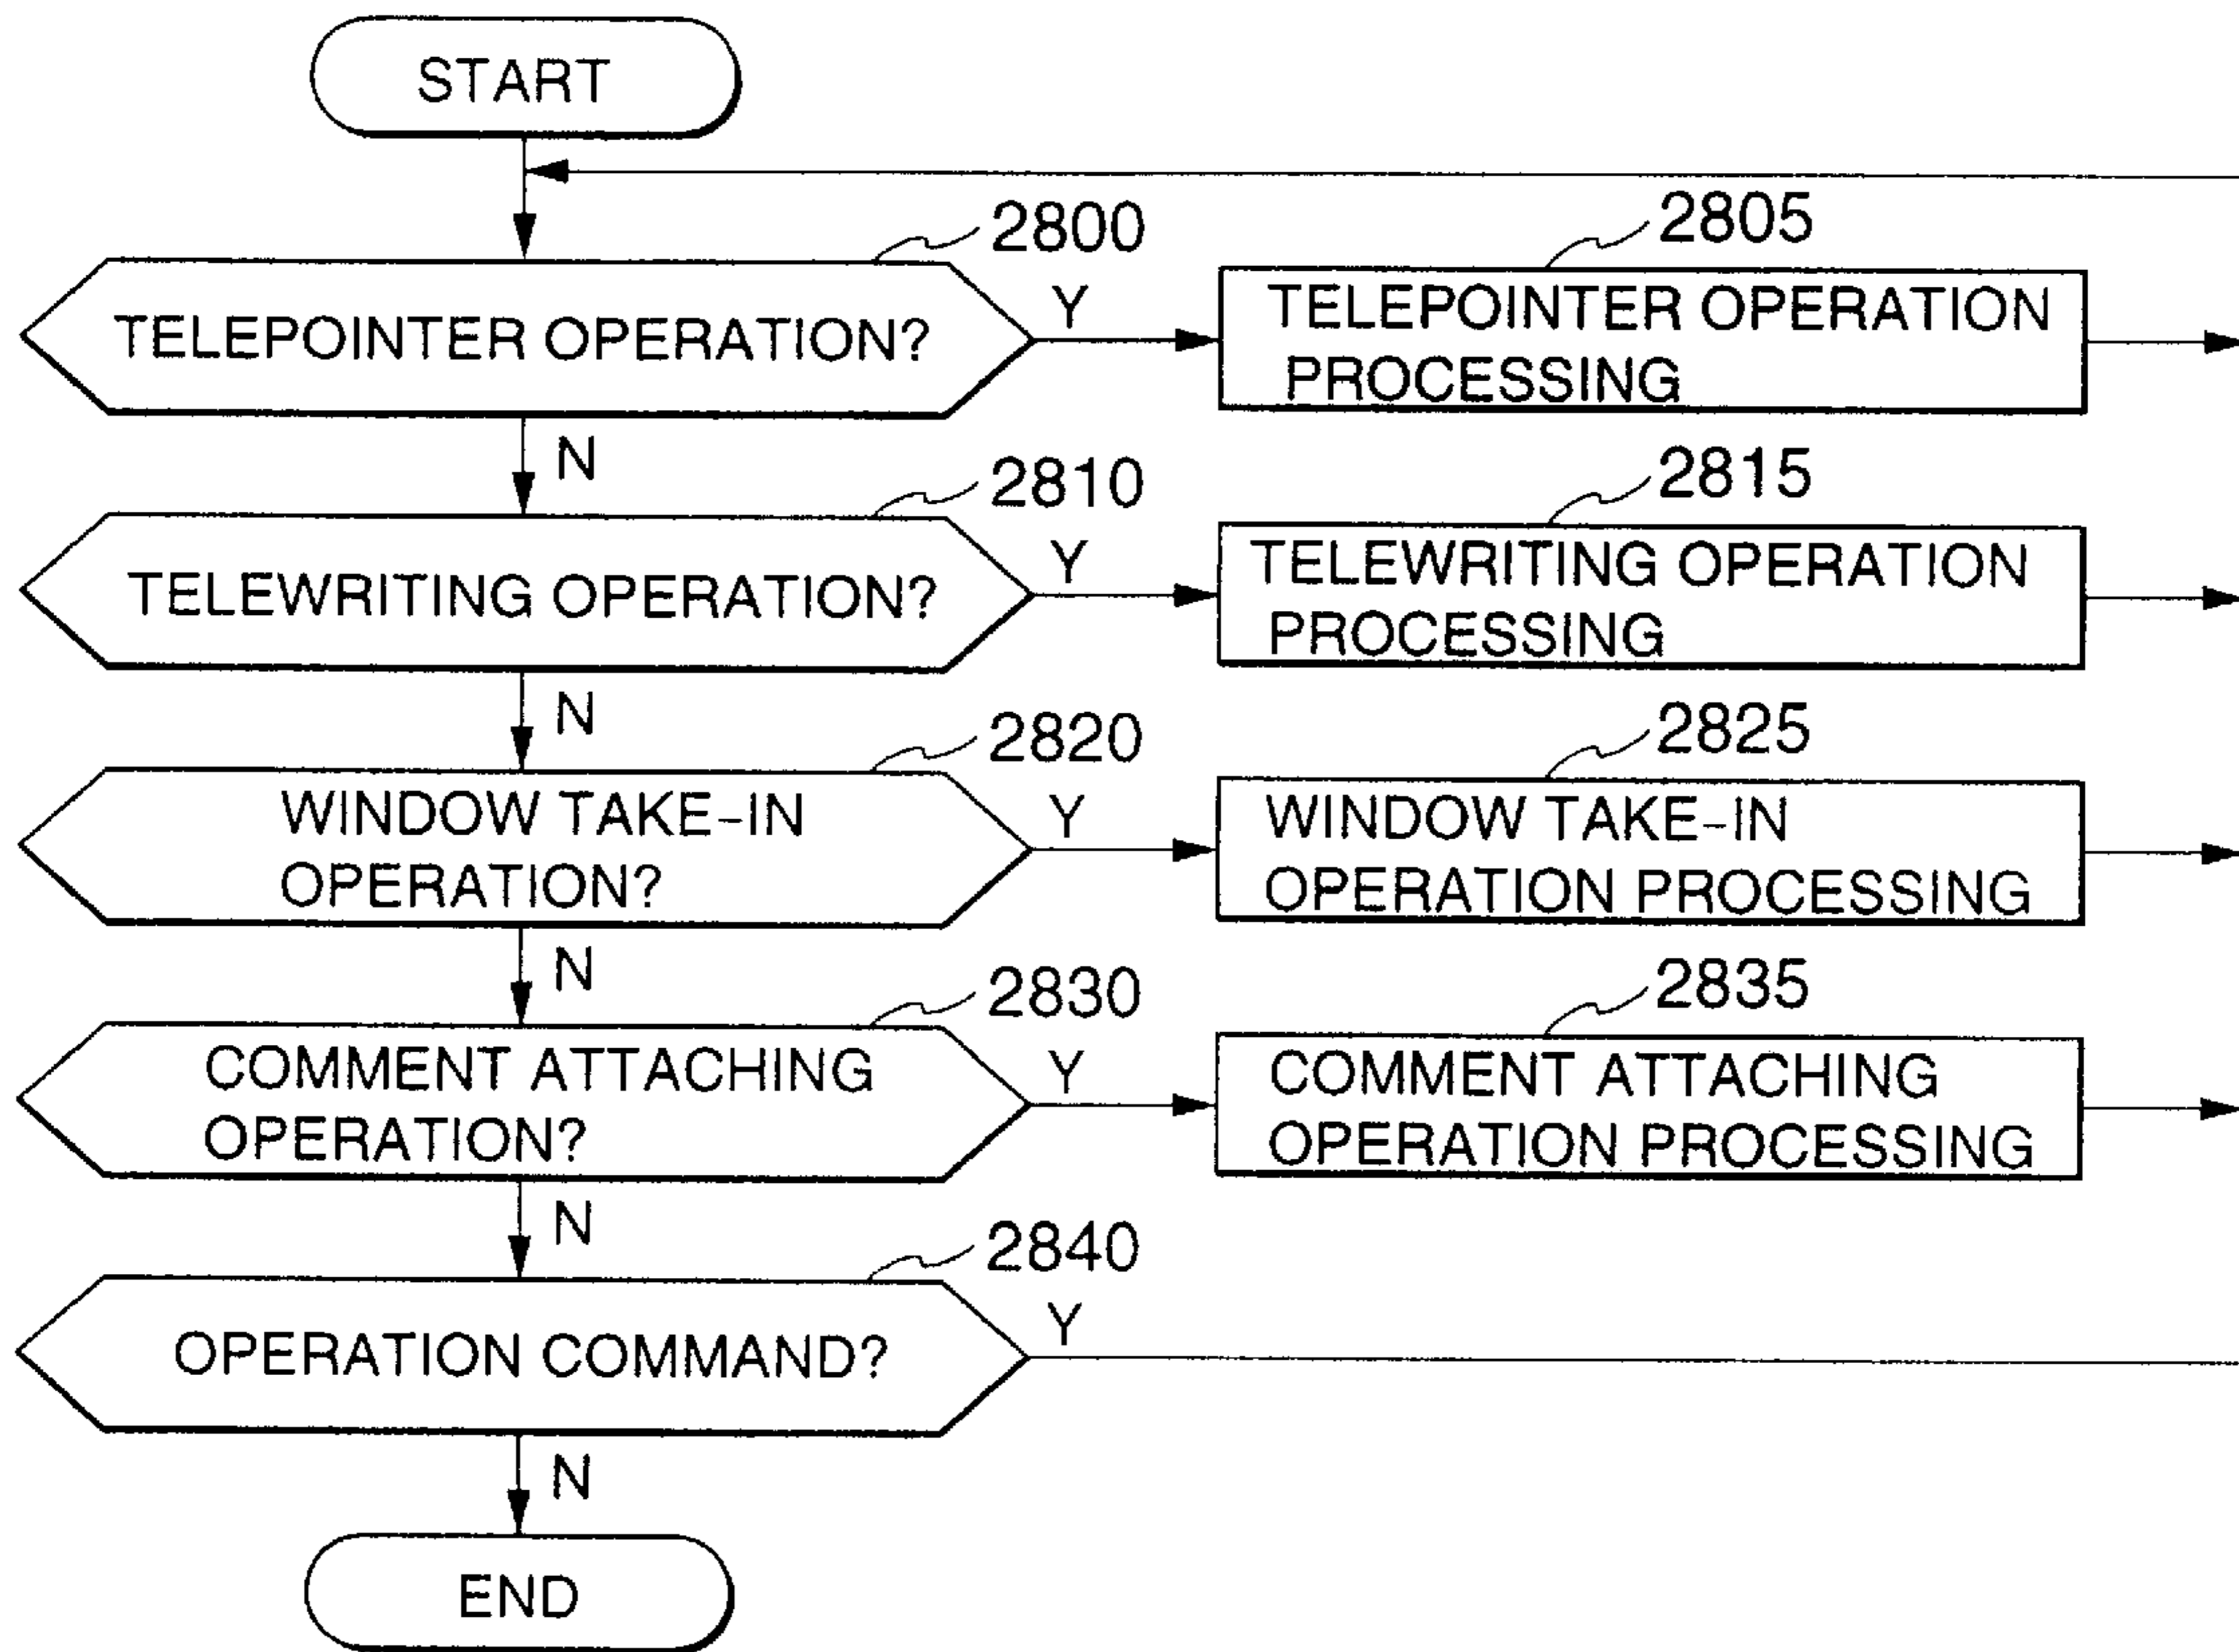 START
2800
2805
TELEPOINTER OPERATION?
Y
TELEPOINTER OPERATION
PROCESSING
N
2810
2815
TELEWRITING OPERATION?
Y
TELEWRITING OPERATION
PROCESSING
N
2820
2825
WINDOW TAKE-IN
OPERATION?
Y
WINDOW TAKE-IN
OPERATION PROCESSING
N
2830
2835
COMMENT ATTACHING
OPERATION?
Y
COMMENT ATTACHING
OPERATION PROCESSING
N
2840
OPERATION COMMAND?
Y
N
END